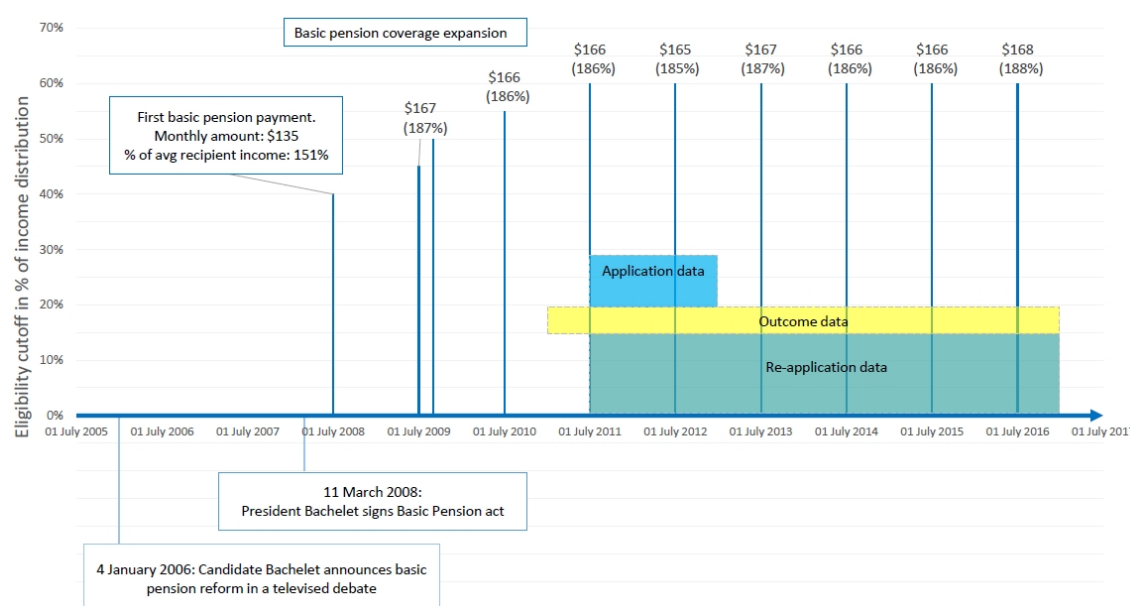 70%
Basic pension coverage expansion
$166
(186%)
$165
(185%)
$167
(187%)
$166
(186%)
$166
(186%)
$168
(188%)
60%
$166
(186%)
First basic pension payment.
Monthly amount: $135
% of avg recipient income: 151%
$167
(187%)
50%
40%
30%
Application data
20%
Outcome data
10%
Re-application data
0%
Eligibility cutoff in % of income distribution
01 July 2005
01 July 2006
01 July 2007
01 July 2008
01 July 2009
01 July 2010
01 July 2011
01 July 2012
01 July 2013
01 July 2014
01 July 2015
01 July 2016
01 July
11 March 2008:
President Bachelet signs Basic Pension act
4 January 2006: Candidate Bachelet announces basic
pension reform in a televised debate